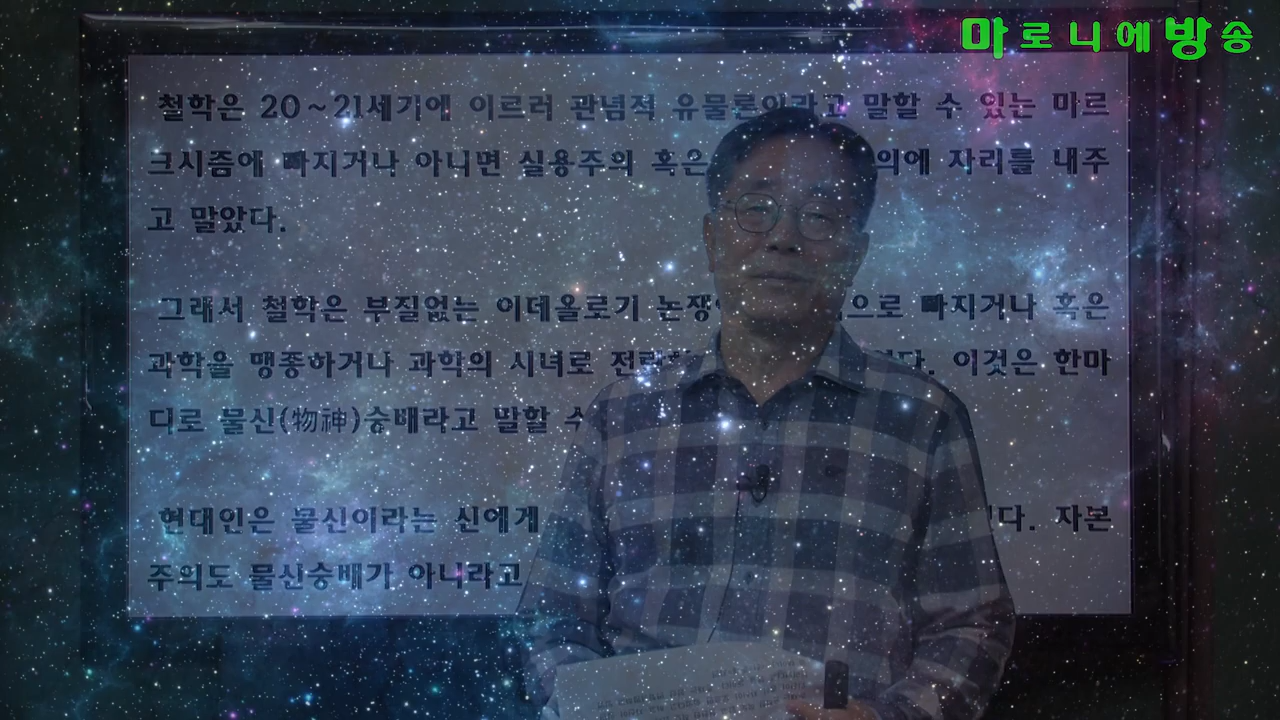 마로니에방송
철학은 20~21세기에 이르러 관념적 유물론이라고 말할 수 있는 마르
크시즘에 빠지거나 아니면 실용주의 혹은 의에 자리를 내주
고 말았다.
그래서 철학은 부질없는 이데올로기 논쟁 으로 빠지거나 혹은
과학을 맹종하거나 과학의 시녀로 이것은 한마
디로 물신(物神)숭배라고 말할
현대인은 물신이라는 신에게 자본
주의도 물신숭배가 아니라고